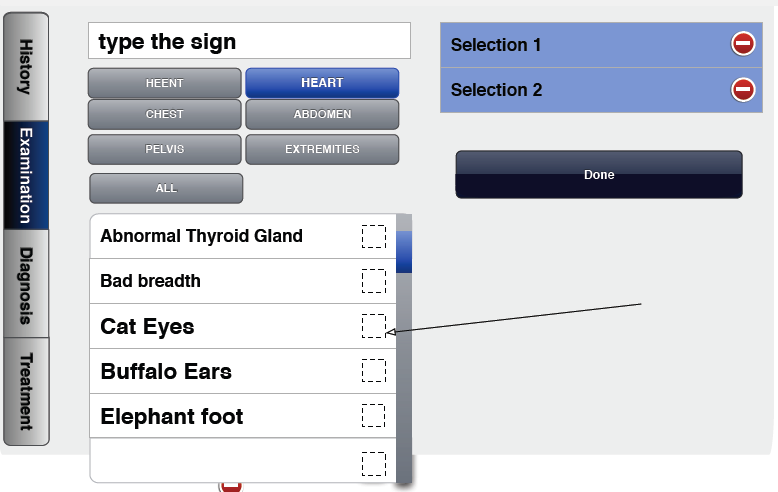 History
Examination
Diagnosis
Treatment
type the sign
HEENT
HEART
CHEST
ABDOMEN
PELVIS
EXTREMITIES
ALL
Abnormal Thyroid Gland
Bad breadth
Cat Eyes
Buffalo Ears
Elephant foot
Selection 1
Selection 2
Done